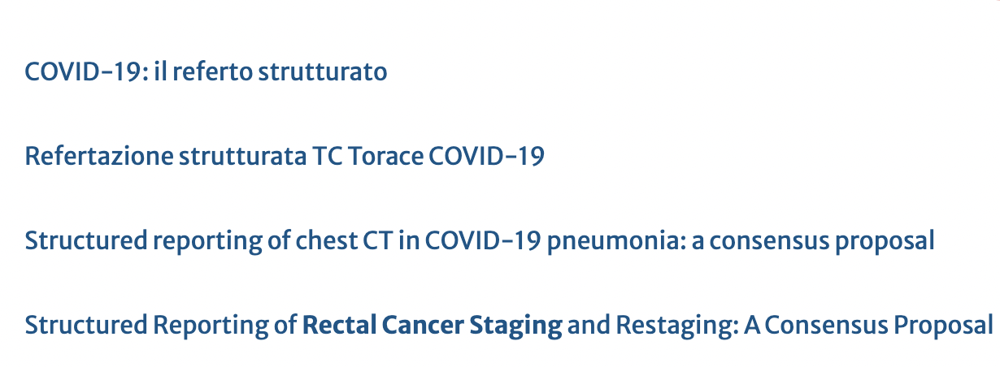 COVID-19: il referto strutturato
Refertazione strutturata TC Torace COVID-19
Structured reporting of chest CT in COVID-19 pneumonia: a consensus proposal
Structured Reporting of Rectal Cancer Staging and Restaging: A Consensus Proposal